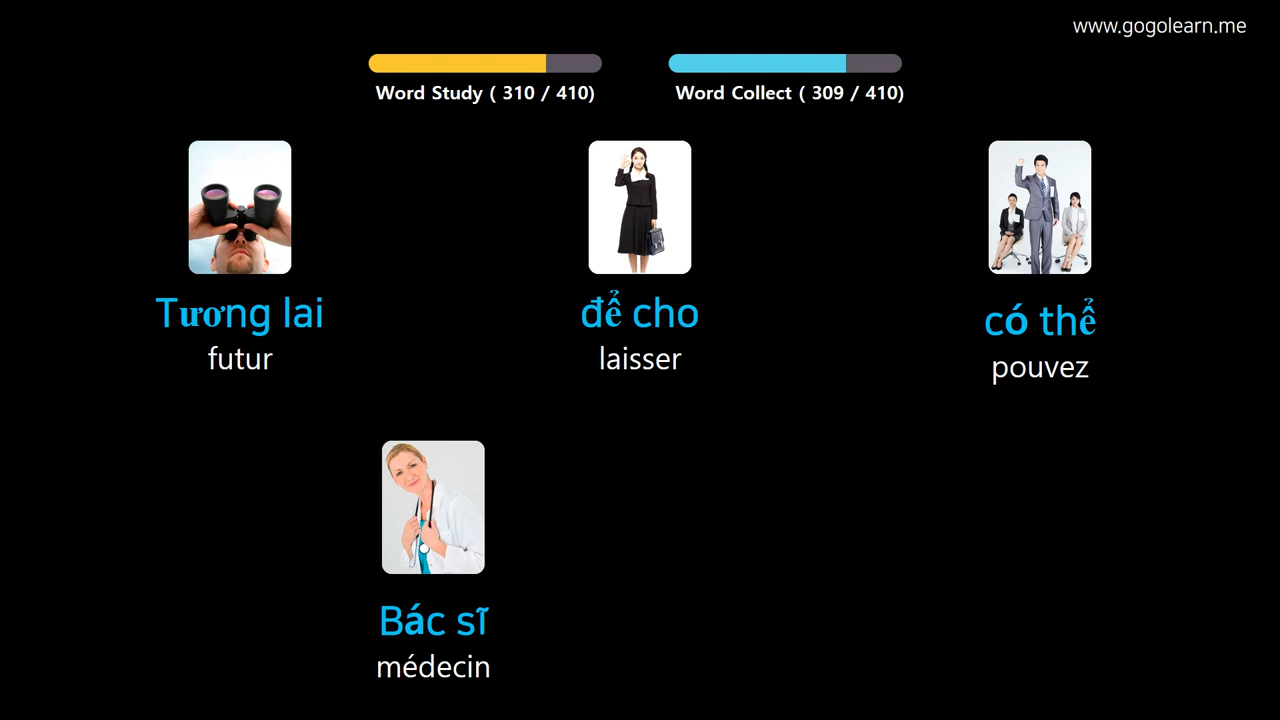 www.gogolearn.me
Word Study ( 310 / 410)
Word Collect ( 309 / 410)
Tương lai
futur
để cho
laisser
có thể
pouvez
Bác sĩ
médecin